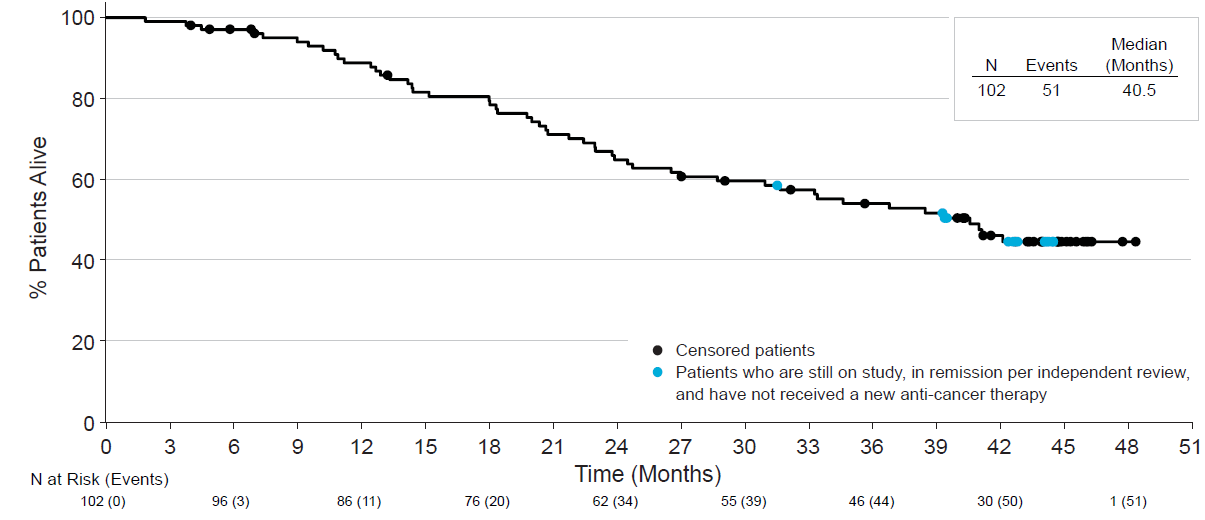 100
80
60
40
20
0
% Patients Alive
N Events Median (Months)
102 51 40.5
Censored patients
Patients who are still on study, in remission per independent review,
and have not received a new anti-cancer therapy
0 3 6 9 12 15 18 21 24 27 30 33 36 39 42 45 48 51
Time (Months)
N at Risk (Events)
102 (0) 96 (3) 86 (11) 76 (20) 62 (34) 55 (39) 46 (44) 30 (50) 1 (51)